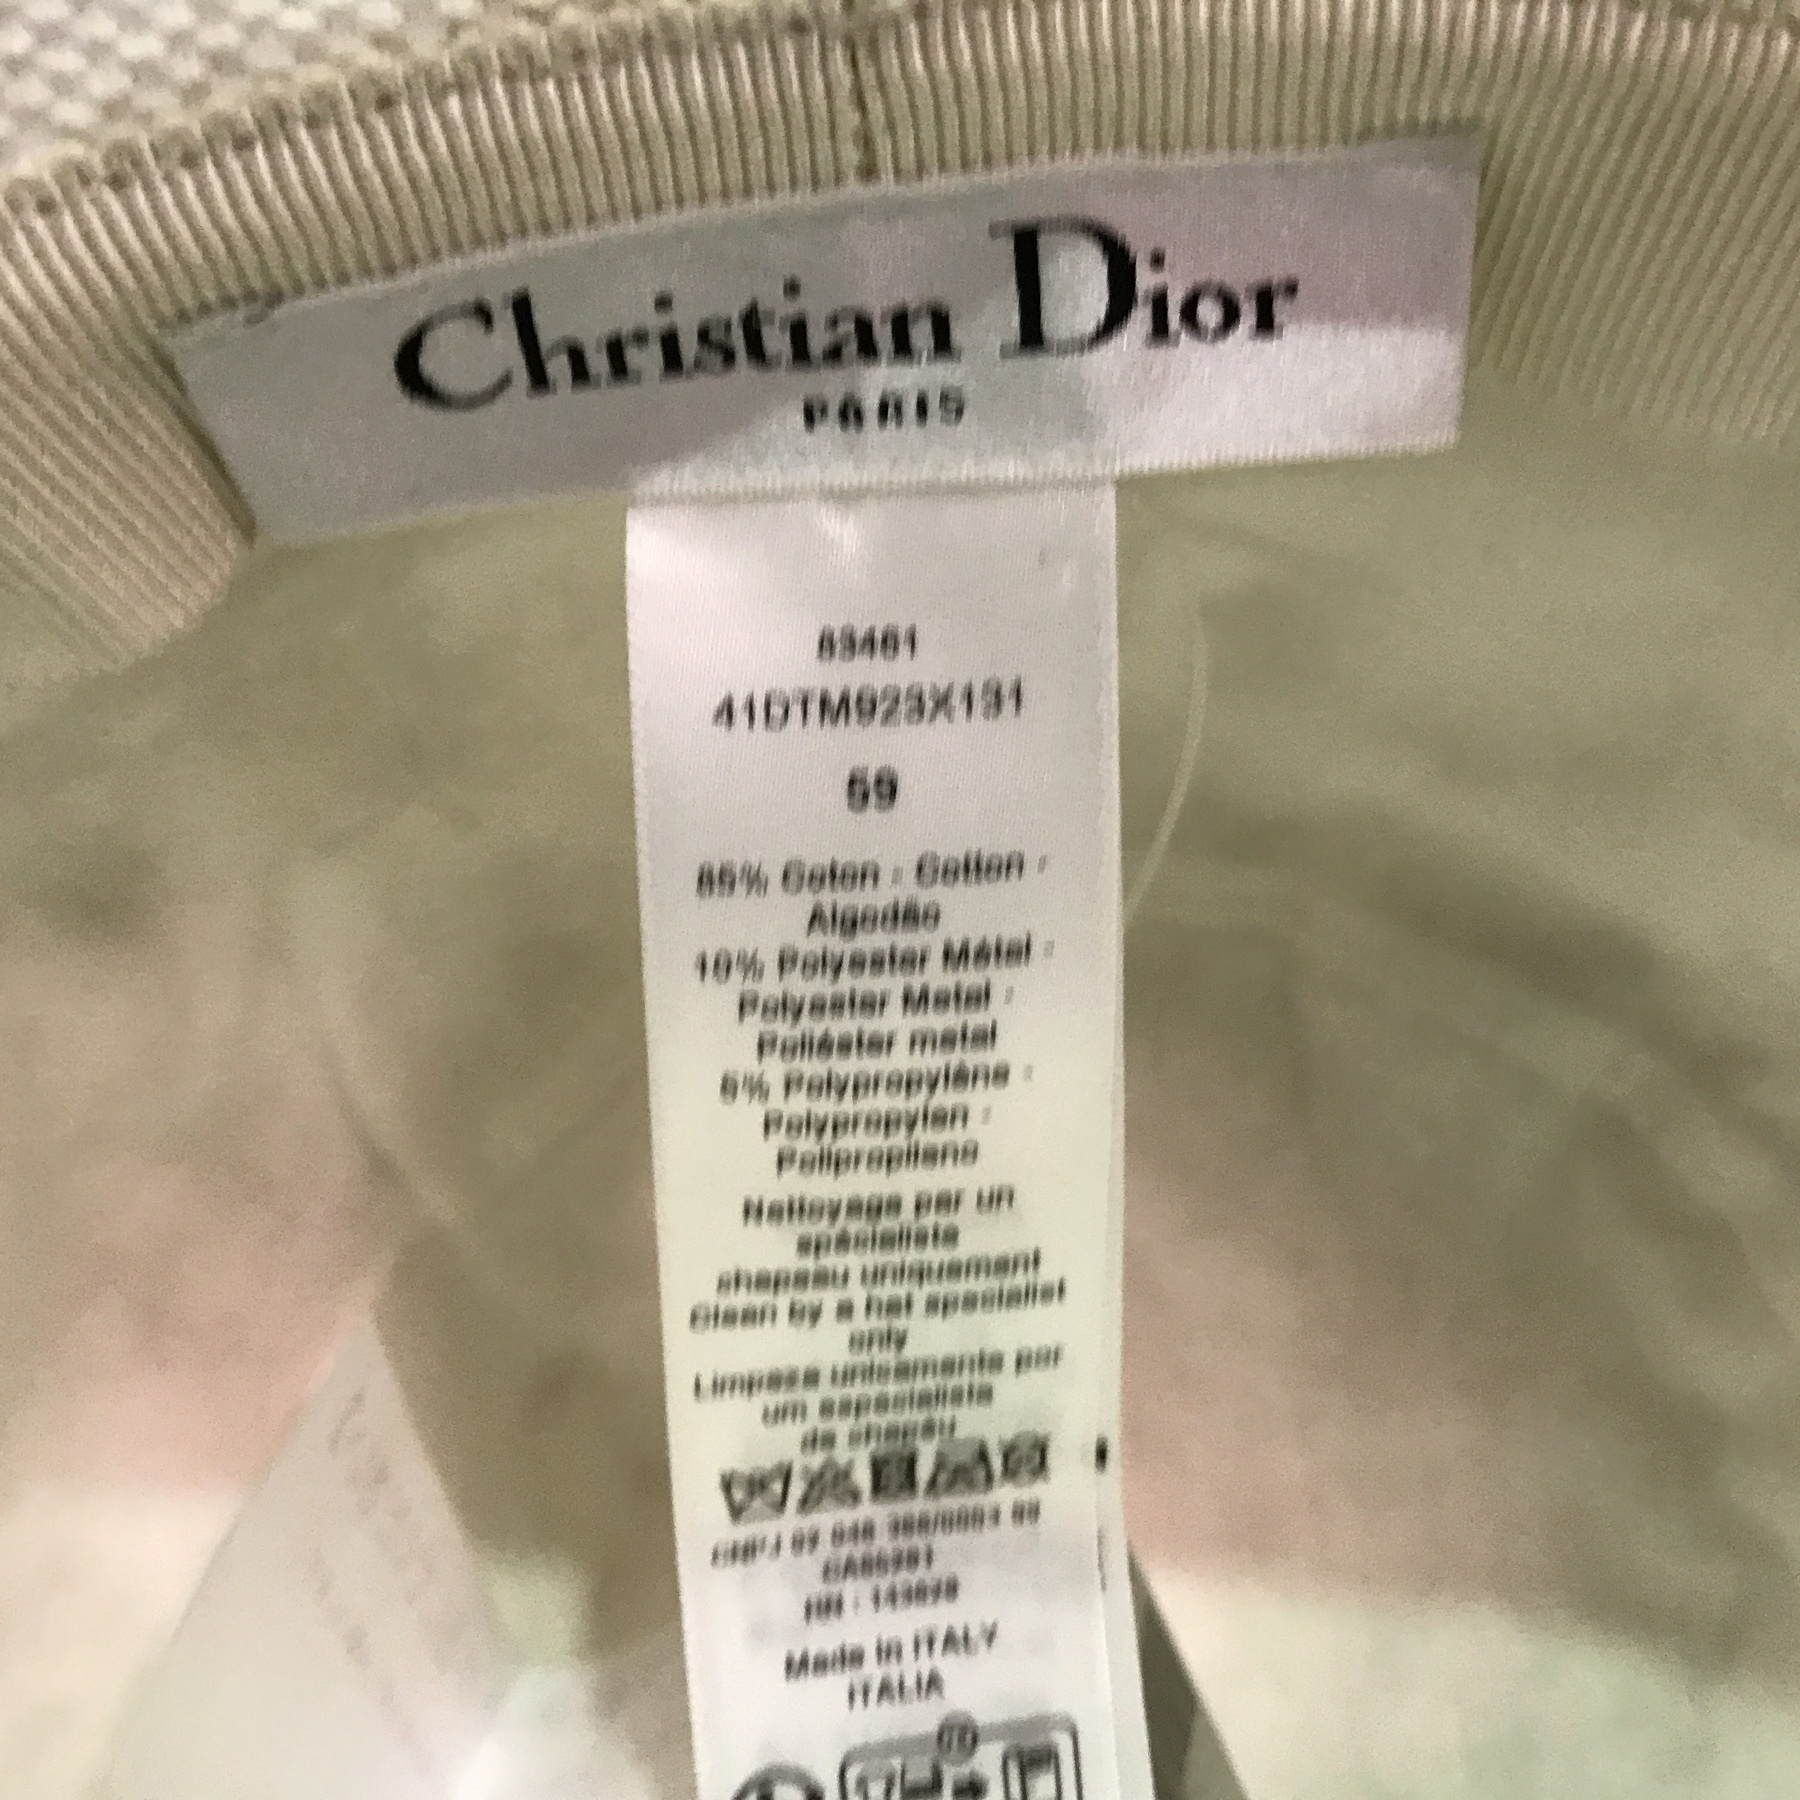 Christian Dior
PARIS
83461
41DTM923X131
59
85% Coton - Cotton -
Algodão
10% Polyester Métal -
Polyester Metal -
Poliéster metal
5% Polypropylène -
Polypropylen -
Polipropileno
Nettoyage par un
spécialiste
chapeau uniquement
Clean by a hat specialist
only
Limpeza unicamente por
um especialista
de chapéu
RN - 143828
Made in ITALY
ITALIA